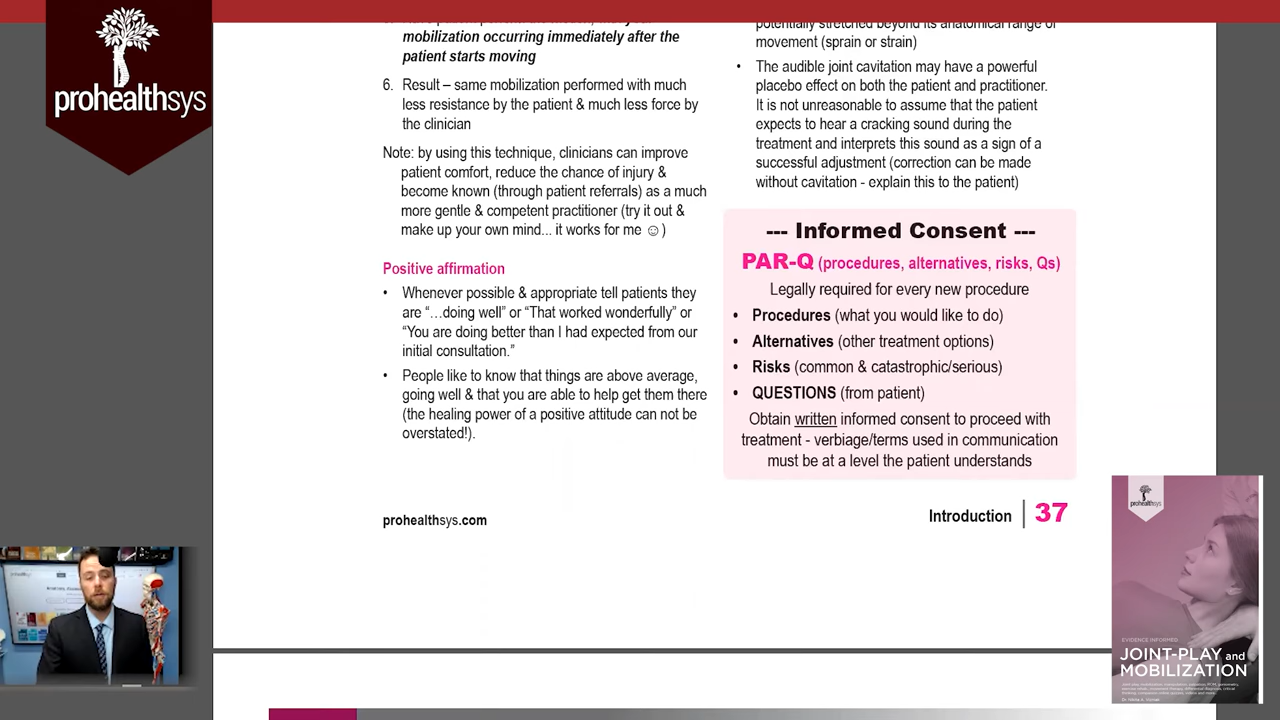 prohealthsys
mobilization occurring immediately after the
patient starts moving
6. Result – same mobilization performed with much
less resistance by the patient & much less force by
the clinician
Note: by using this technique, clinicians can improve
patient comfort, reduce the chance of injury &
become known (through patient referrals) as a much
more gentle & competent practitioner (try it out &
make up your own mind... it works for me ☺)
Positive affirmation
• Whenever possible & appropriate tell patients they
are “…doing well” or “That worked wonderfully” or
“You are doing better than I had expected from our
initial consultation.”
• People like to know that things are above average,
going well & that you are able to help get them there
(the healing power of a positive attitude can not be
overstated!).
prohealthsys.com
potentially stretched beyond its anatomical range of
movement (sprain or strain)
• The audible joint cavitation may have a powerful
placebo effect on both the patient and practitioner.
It is not unreasonable to assume that the patient
expects to hear a cracking sound during the
treatment and interprets this sound as a sign of a
successful adjustment (correction can be made
without cavitation - explain this to the patient)
--- Informed Consent ---
PAR-Q (procedures, alternatives, risks, Qs)
Legally required for every new procedure
• Procedures (what you would like to do)
• Alternatives (other treatment options)
• Risks (common & catastrophic/serious)
• QUESTIONS (from patient)
Obtain written informed consent to proceed with
treatment - verbiage/terms used in communication
must be at a level the patient understands
Introduction | 37
prohealthsys
EVIDENCE INFORMED
JOINT-PLAY and
MOBILIZATION